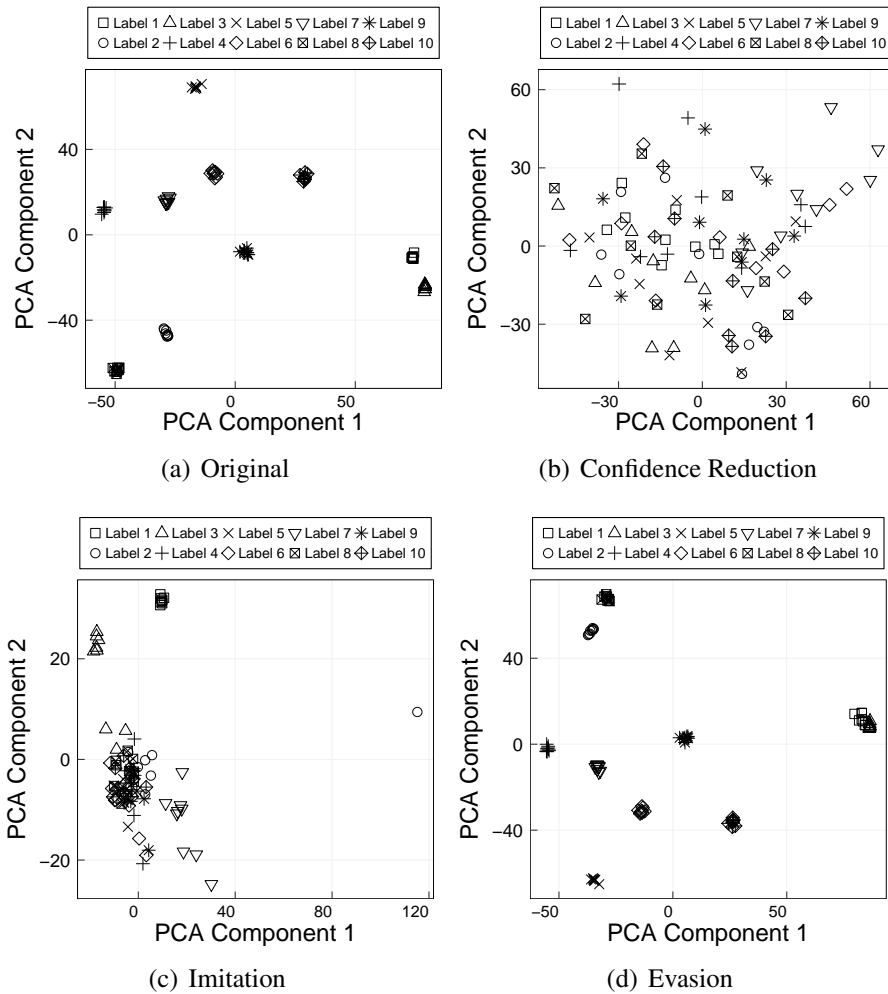 Label 1 Label 3 Label 5 Label 7 Label 9
Label 2 Label 4 Label 6 Label 8 Label 10
PCA Component 2
40
0
−40
−50 0 50
PCA Component 1
(a) Original
Label 1 Label 3 Label 5 Label 7 Label 9
Label 2 Label 4 Label 6 Label 8 Label 10
PCA Component 2
60
30
0
−30
−30 0 30 60
PCA Component 1
(b) Confidence Reduction
Label 1 Label 3 Label 5 Label 7 Label 9
Label 2 Label 4 Label 6 Label 8 Label 10
PCA Component 2
20
0
−20
0 40 80 120
PCA Component 1
(c) Imitation
Label 1 Label 3 Label 5 Label 7 Label 9
Label 2 Label 4 Label 6 Label 8 Label 10
PCA Component 2
40
0
−40
−50 0 50
PCA Component 1
(d) Evasion